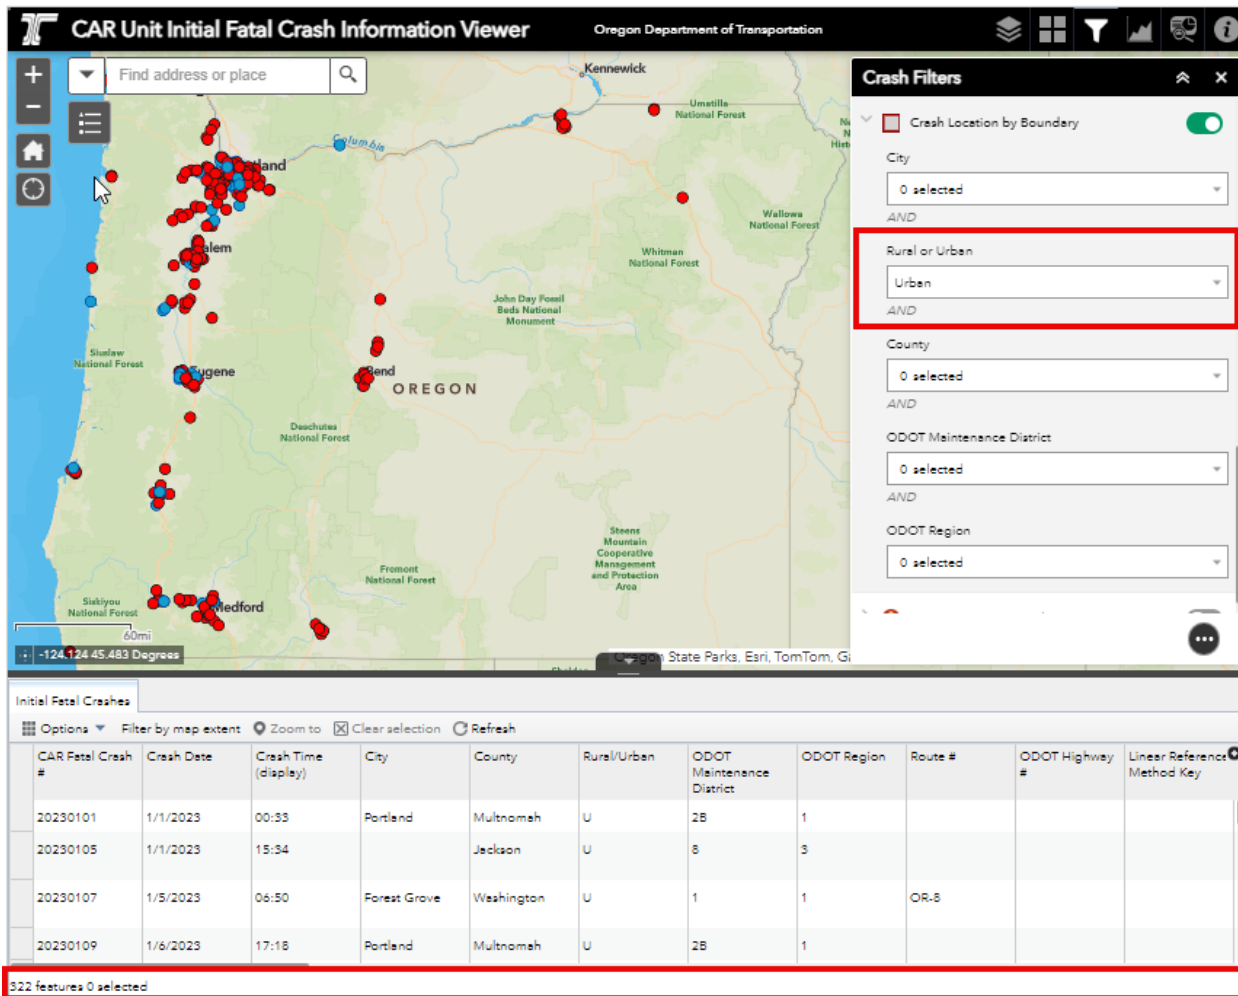 CAR Unit Initial Fatal Crash Information Viewer
Oregon Department of Transportation
Find address or place
Kennewick
Umatilla
National Forest
Columbia
land
Wallowa
National Forest
Whitman
National Forest
alem
John Day Fossil
Beds National
Monument
Siuslaw
National Forest
ugene
Bend
OREGON
Deschutes
National Forest
Steens
Mountain
Cooperative
Management
and Protection
Area
Fremont
National Forest
Siskiyou
National Forest
Medford
60mi
-124.124 45.483 Degrees
Oregon State Parks, Esri, TomTom, Ga
Crash Filters
Crash Location by Boundary
City
0 selected
AND
Rural or Urban
Urban
AND
County
0 selected
AND
ODOT Maintenance District
0 selected
AND
ODOT Region
0 selected
Initial Fatal Crashes
Options Filter by map extent Zoom to Clear selection Refresh
CAR Fatal Crash # Crash Date Crash Time (display) City County Rural/Urban ODOT Maintenance District ODOT Region Route # ODOT Highway # Linear Reference Method Key
20230101 1/1/2023 00:33 Portland Multnomah U 2B 1
20230105 1/1/2023 15:34 Jackson U 8 3
20230107 1/5/2023 06:50 Forest Grove Washington U 1 1 OR-8
20230109 1/6/2023 17:18 Portland Multnomah U 2B 1
322 features 0 selected